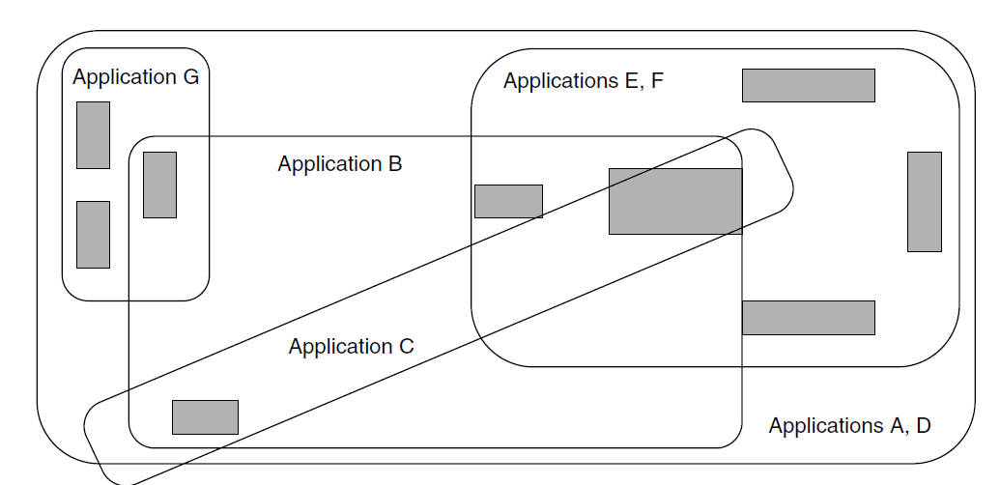 Application G
Applications E, F
Application B
Application C
Applications A, D